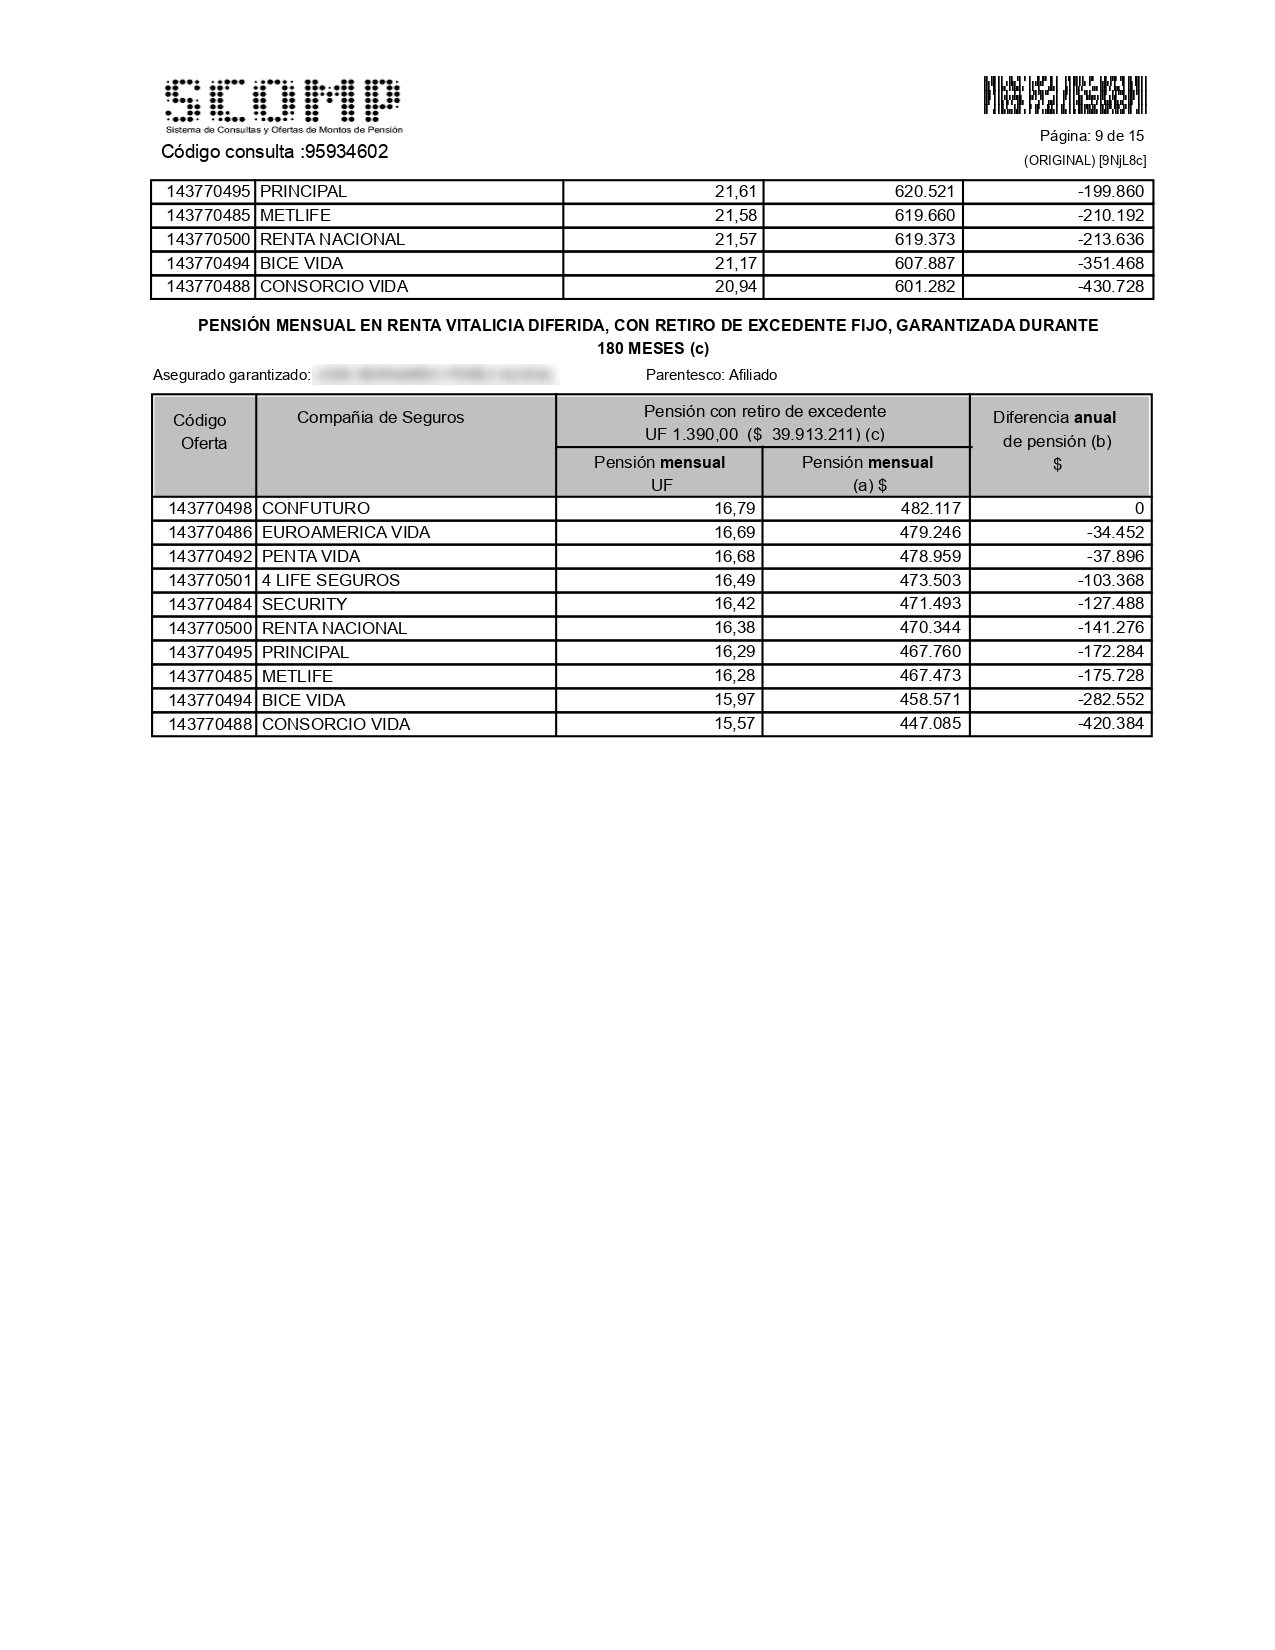 SCOMP
Sistema de Consultas y Ofertas de Montos de Pensión
Código consulta :95934602
Página: 9 de 15
(ORIGINAL) [9NjL8c]
143770495 PRINCIPAL 21,61 620.521 -199.860
143770485 METLIFE 21,58 619.660 -210.192
143770500 RENTA NACIONAL 21,57 619.373 -213.636
143770494 BICE VIDA 21,17 607.887 -351.468
143770488 CONSORCIO VIDA 20,94 601.282 -430.728
PENSIÓN MENSUAL EN RENTA VITALICIA DIFERIDA, CON RETIRO DE EXCEDENTE FIJO, GARANTIZADA DURANTE
180 MESES (c)
Asegurado garantizado: Parentesco: Afiliado
Código
Oferta
Compañia de Seguros
Pensión con retiro de excedente
UF 1.390,00 ($ 39.913.211) (c)
Pensión mensual
UF
Pensión mensual
(a) $
Diferencia anual
de pensión (b)
$
143770498 CONFUTURO 16,79 482.117 0
143770486 EUROAMERICA VIDA 16,69 479.246 -34.452
143770492 PENTA VIDA 16,68 478.959 -37.896
143770501 4 LIFE SEGUROS 16,49 473.503 -103.368
143770484 SECURITY 16,42 471.493 -127.488
143770500 RENTA NACIONAL 16,38 470.344 -141.276
143770495 PRINCIPAL 16,29 467.760 -172.284
143770485 METLIFE 16,28 467.473 -175.728
143770494 BICE VIDA 15,97 458.571 -282.552
143770488 CONSORCIO VIDA 15,57 447.085 -420.384